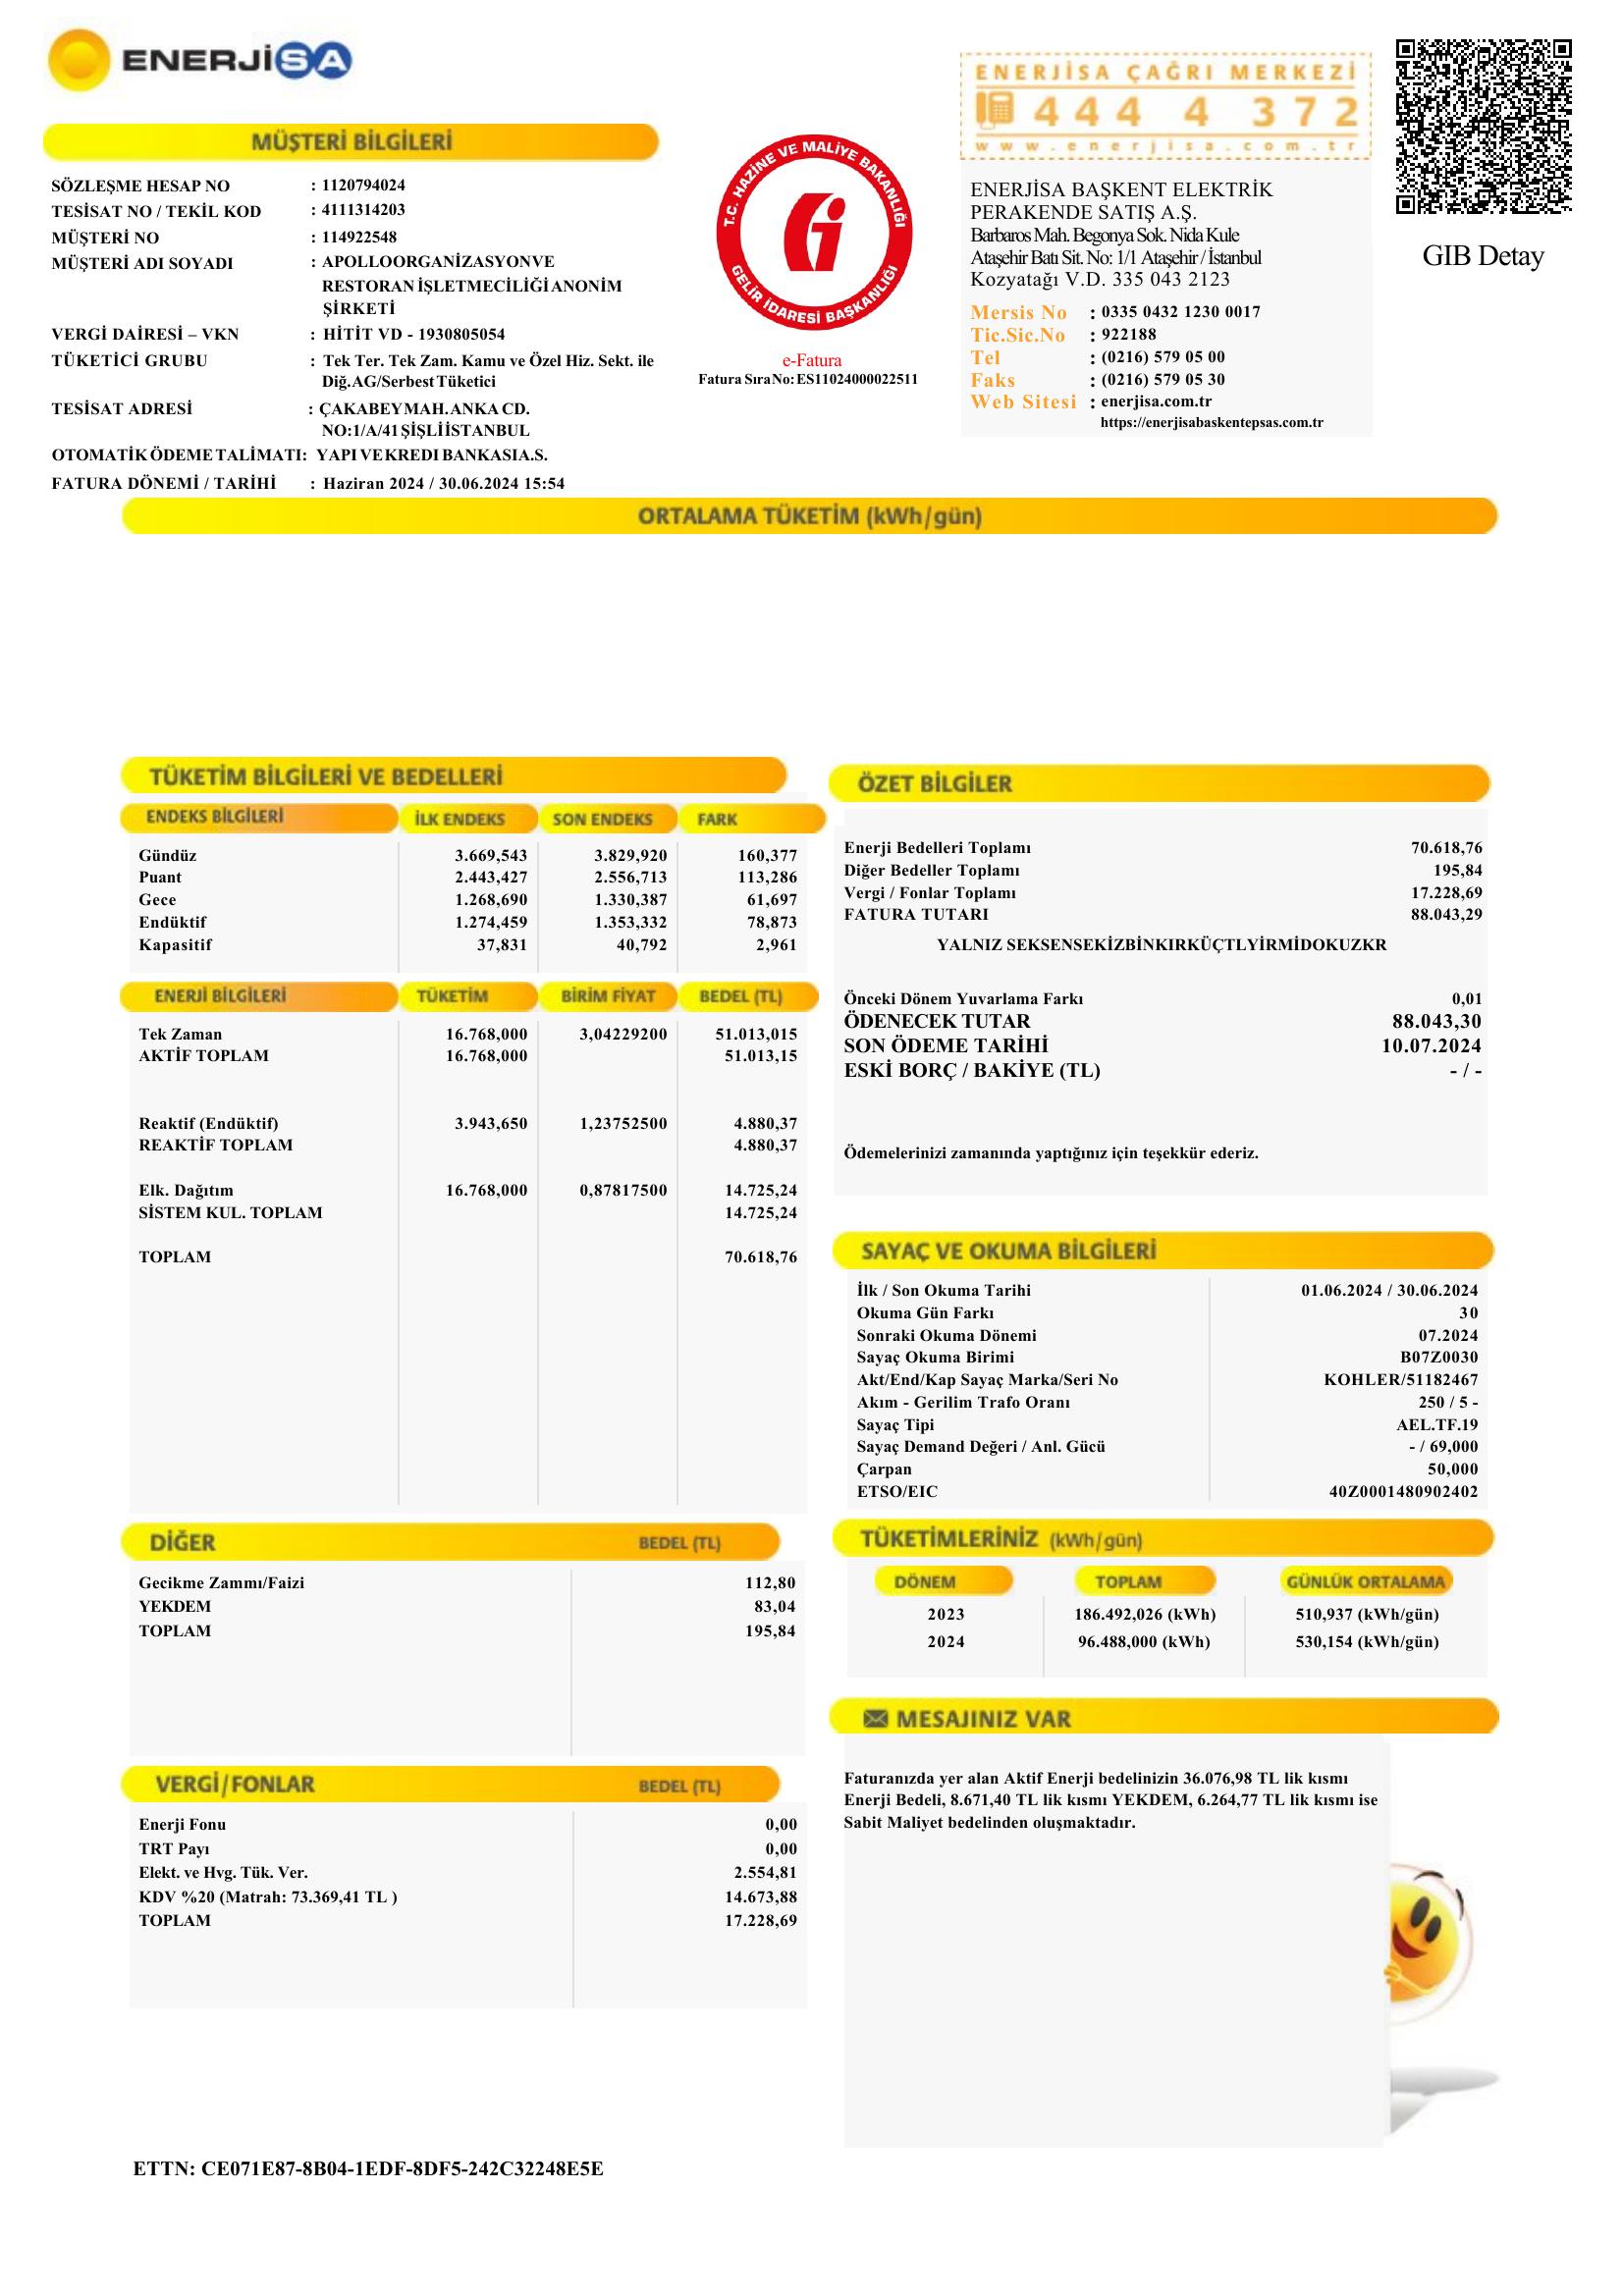 ENERJİSA
ENERJİSA ÇAĞRI MERKEZİ
444 4 372
www.enerjisa.com.tr
GIB Detay
MÜŞTERİ BİLGİLERİ
SÖZLEŞME HESAP NO : 1120794024
TESİSAT NO / TEKİL KOD : 4111314203
MÜŞTERİ NO : 114922548
MÜŞTERİ ADI SOYADI : APOLLOORGANİZASYONVE
RESTORAN İŞLETMECİLİĞİ ANONİM
ŞİRKETİ
VERGİ DAİRESİ – VKN : HİTİT VD - 1930805054
TÜKETİCİ GRUBU : Tek Ter. Tek Zam. Kamu ve Özel Hiz. Sekt. ile
Diğ.AG/Serbest Tüketici
TESİSAT ADRESİ : ÇAKABEY MAH. ANKA CD.
NO:1/A/41 ŞİŞLİ İSTANBUL
OTOMATİK ÖDEME TALİMATI: YAPI VE KREDI BANKASI A.S.
FATURA DÖNEMİ / TARİHİ : Haziran 2024 / 30.06.2024 15:54
T.C. HAZİNE VE MALİYE BAKANLIĞI
GELİR İDARESİ BAŞKANLIĞI
e-Fatura
Fatura Sıra No: ES11024000022511
ENERJİSA BAŞKENT ELEKTRİK
PERAKENDE SATIŞ A.Ş.
Barbaros Mah. Begonya Sok. Nida Kule
Ataşehir Batı Sit. No: 1/1 Ataşehir / İstanbul
Kozyatağı V.D. 335 043 2123
Mersis No : 0335 0432 1230 0017
Tic.Sic.No : 922188
Tel : (0216) 579 05 00
Faks : (0216) 579 05 30
Web Sitesi : enerjisa.com.tr
https://enerjisabaskentepsas.com.tr
ORTALAMA TÜKETİM (kWh/gün)
TÜKETİM BİLGİLERİ VE BEDELLERİ
ENDEKS BİLGİLERİ İLK ENDEKS SON ENDEKS FARK
Gündüz 3.669,543 3.829,920 160,377
Puant 2.443,427 2.556,713 113,286
Gece 1.268,690 1.330,387 61,697
Endüktif 1.274,459 1.353,332 78,873
Kapasitif 37,831 40,792 2,961
ENERJİ BİLGİLERİ TÜKETİM BİRİM FİYAT BEDEL (TL)
Tek Zaman 16.768,000 3,04229200 51.013,015
AKTİF TOPLAM 16.768,000 51.013,15
Reaktif (Endüktif) 3.943,650 1,23752500 4.880,37
REAKTİF TOPLAM 4.880,37
Elk. Dağıtım 16.768,000 0,87817500 14.725,24
SİSTEM KUL. TOPLAM 14.725,24
TOPLAM 70.618,76
DİĞER BEDEL (TL)
Gecikme Zammı/Faizi 112,80
YEKDEM 83,04
TOPLAM 195,84
VERGİ/FONLAR BEDEL (TL)
Enerji Fonu 0,00
TRT Payı 0,00
Elekt. ve Hvg. Tük. Ver. 2.554,81
KDV %20 (Matrah: 73.369,41 TL ) 14.673,88
TOPLAM 17.228,69
ÖZET BİLGİLER
Enerji Bedelleri Toplamı 70.618,76
Diğer Bedeller Toplamı 195,84
Vergi / Fonlar Toplamı 17.228,69
FATURA TUTARI 88.043,29
YALNIZ SEKSENSEKİZBİNKIRKÜÇTLYİRMİDOKUZKR
Önceki Dönem Yuvarlama Farkı 0,01
ÖDENECEK TUTAR 88.043,30
SON ÖDEME TARİHİ 10.07.2024
ESKİ BORÇ / BAKİYE (TL) - / -
Ödemelerinizi zamanında yaptığınız için teşekkür ederiz.
SAYAÇ VE OKUMA BİLGİLERİ
İlk / Son Okuma Tarihi 01.06.2024 / 30.06.2024
Okuma Gün Farkı 30
Sonraki Okuma Dönemi 07.2024
Sayaç Okuma Birimi B07Z0030
Akt/End/Kap Sayaç Marka/Seri No KOHLER/51182467
Akım - Gerilim Trafo Oranı 250 / 5 -
Sayaç Tipi AEL.TF.19
Sayaç Demand Değeri / Anl. Gücü - / 69,000
Çarpan 50,000
ETSO/EIC 40Z0001480902402
TÜKETİMLERİNİZ (kWh/gün)
DÖNEM TOPLAM GÜNLÜK ORTALAMA
2023 186.492,026 (kWh) 510,937 (kWh/gün)
2024 96.488,000 (kWh) 530,154 (kWh/gün)
MESAJINIZ VAR
Faturanızda yer alan Aktif Enerji bedelinizin 36.076,98 TL lik kısmı
Enerji Bedeli, 8.671,40 TL lik kısmı YEKDEM, 6.264,77 TL lik kısmı ise
Sabit Maliyet bedelinden oluşmaktadır.
ETTN: CE071E87-8B04-1EDF-8DF5-242C32248E5E